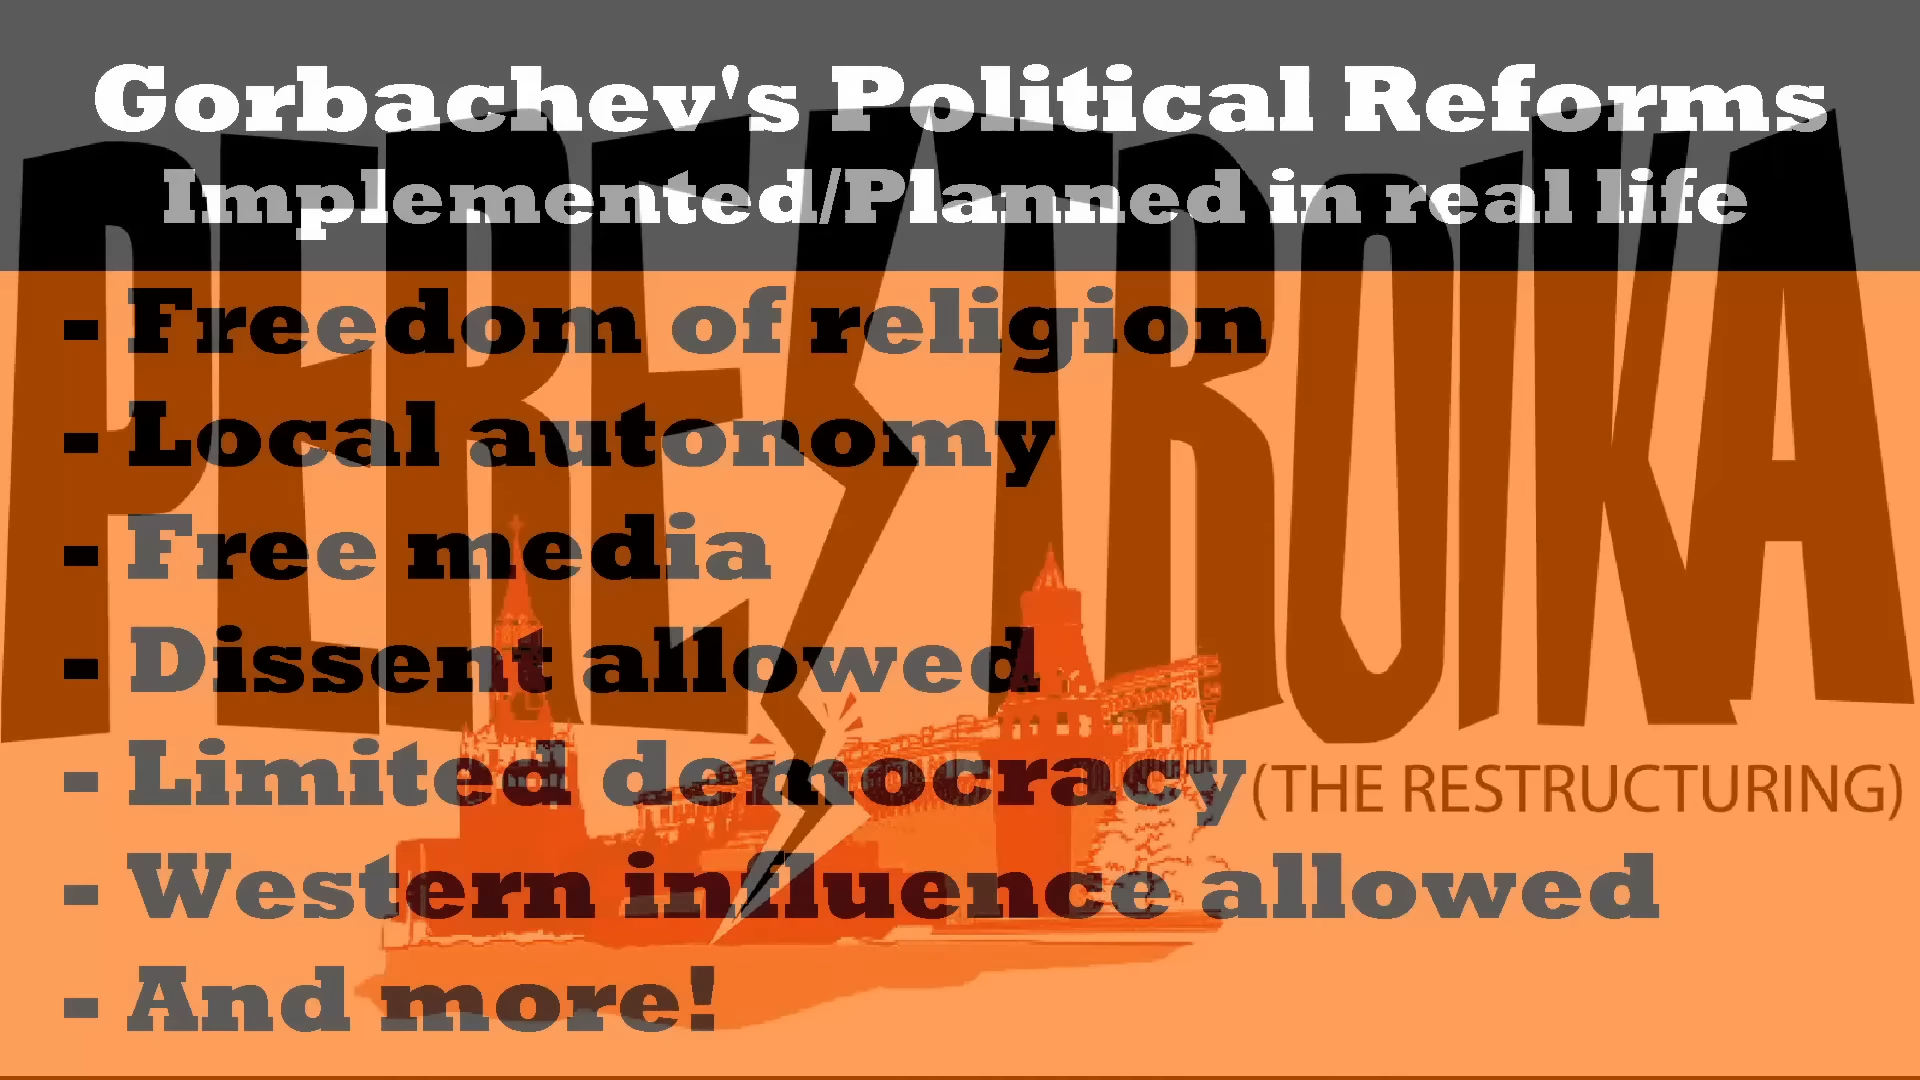 Gorbachev's Political Reforms
Implemented/Planned in real life
PERESTROIKA
- Freedom of religion
- Local autonomy
- Free media
- Dissent allowed
- Limited democracy
(THE RESTRUCTURING)
- Western influence allowed
- And more!